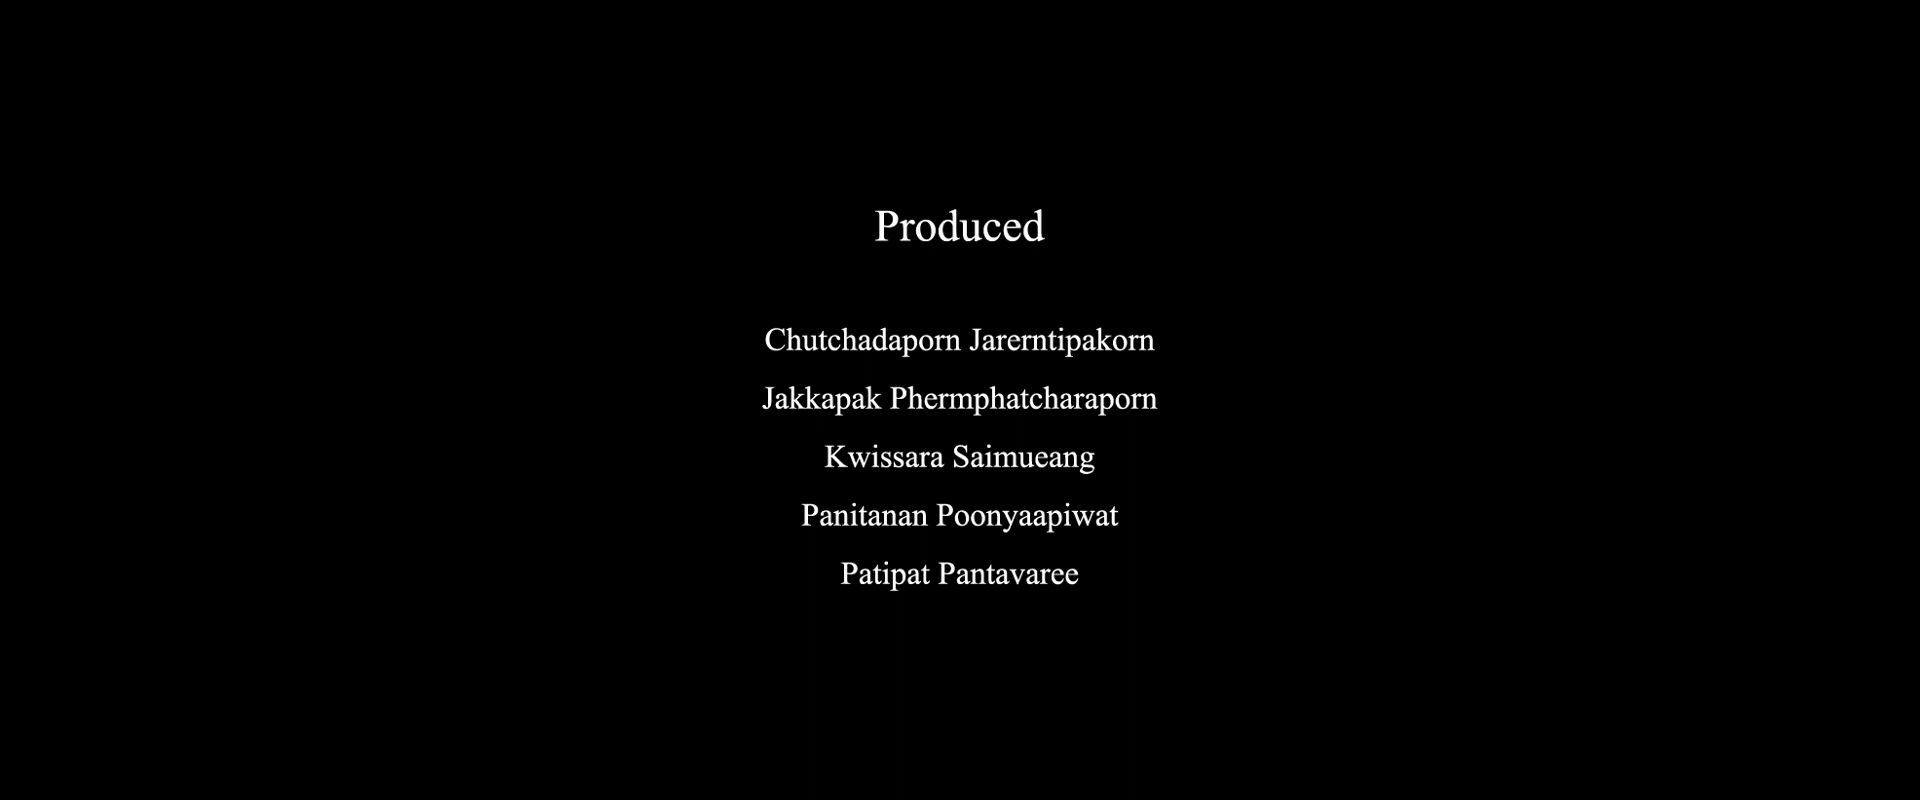 Produced
Chutchadaporn Jarerntipakorn
Jakkapak Phermphatcharaporn
Kwissara Saimueang
Panitanan Poonyaapiwat
Patipat Pantavaree